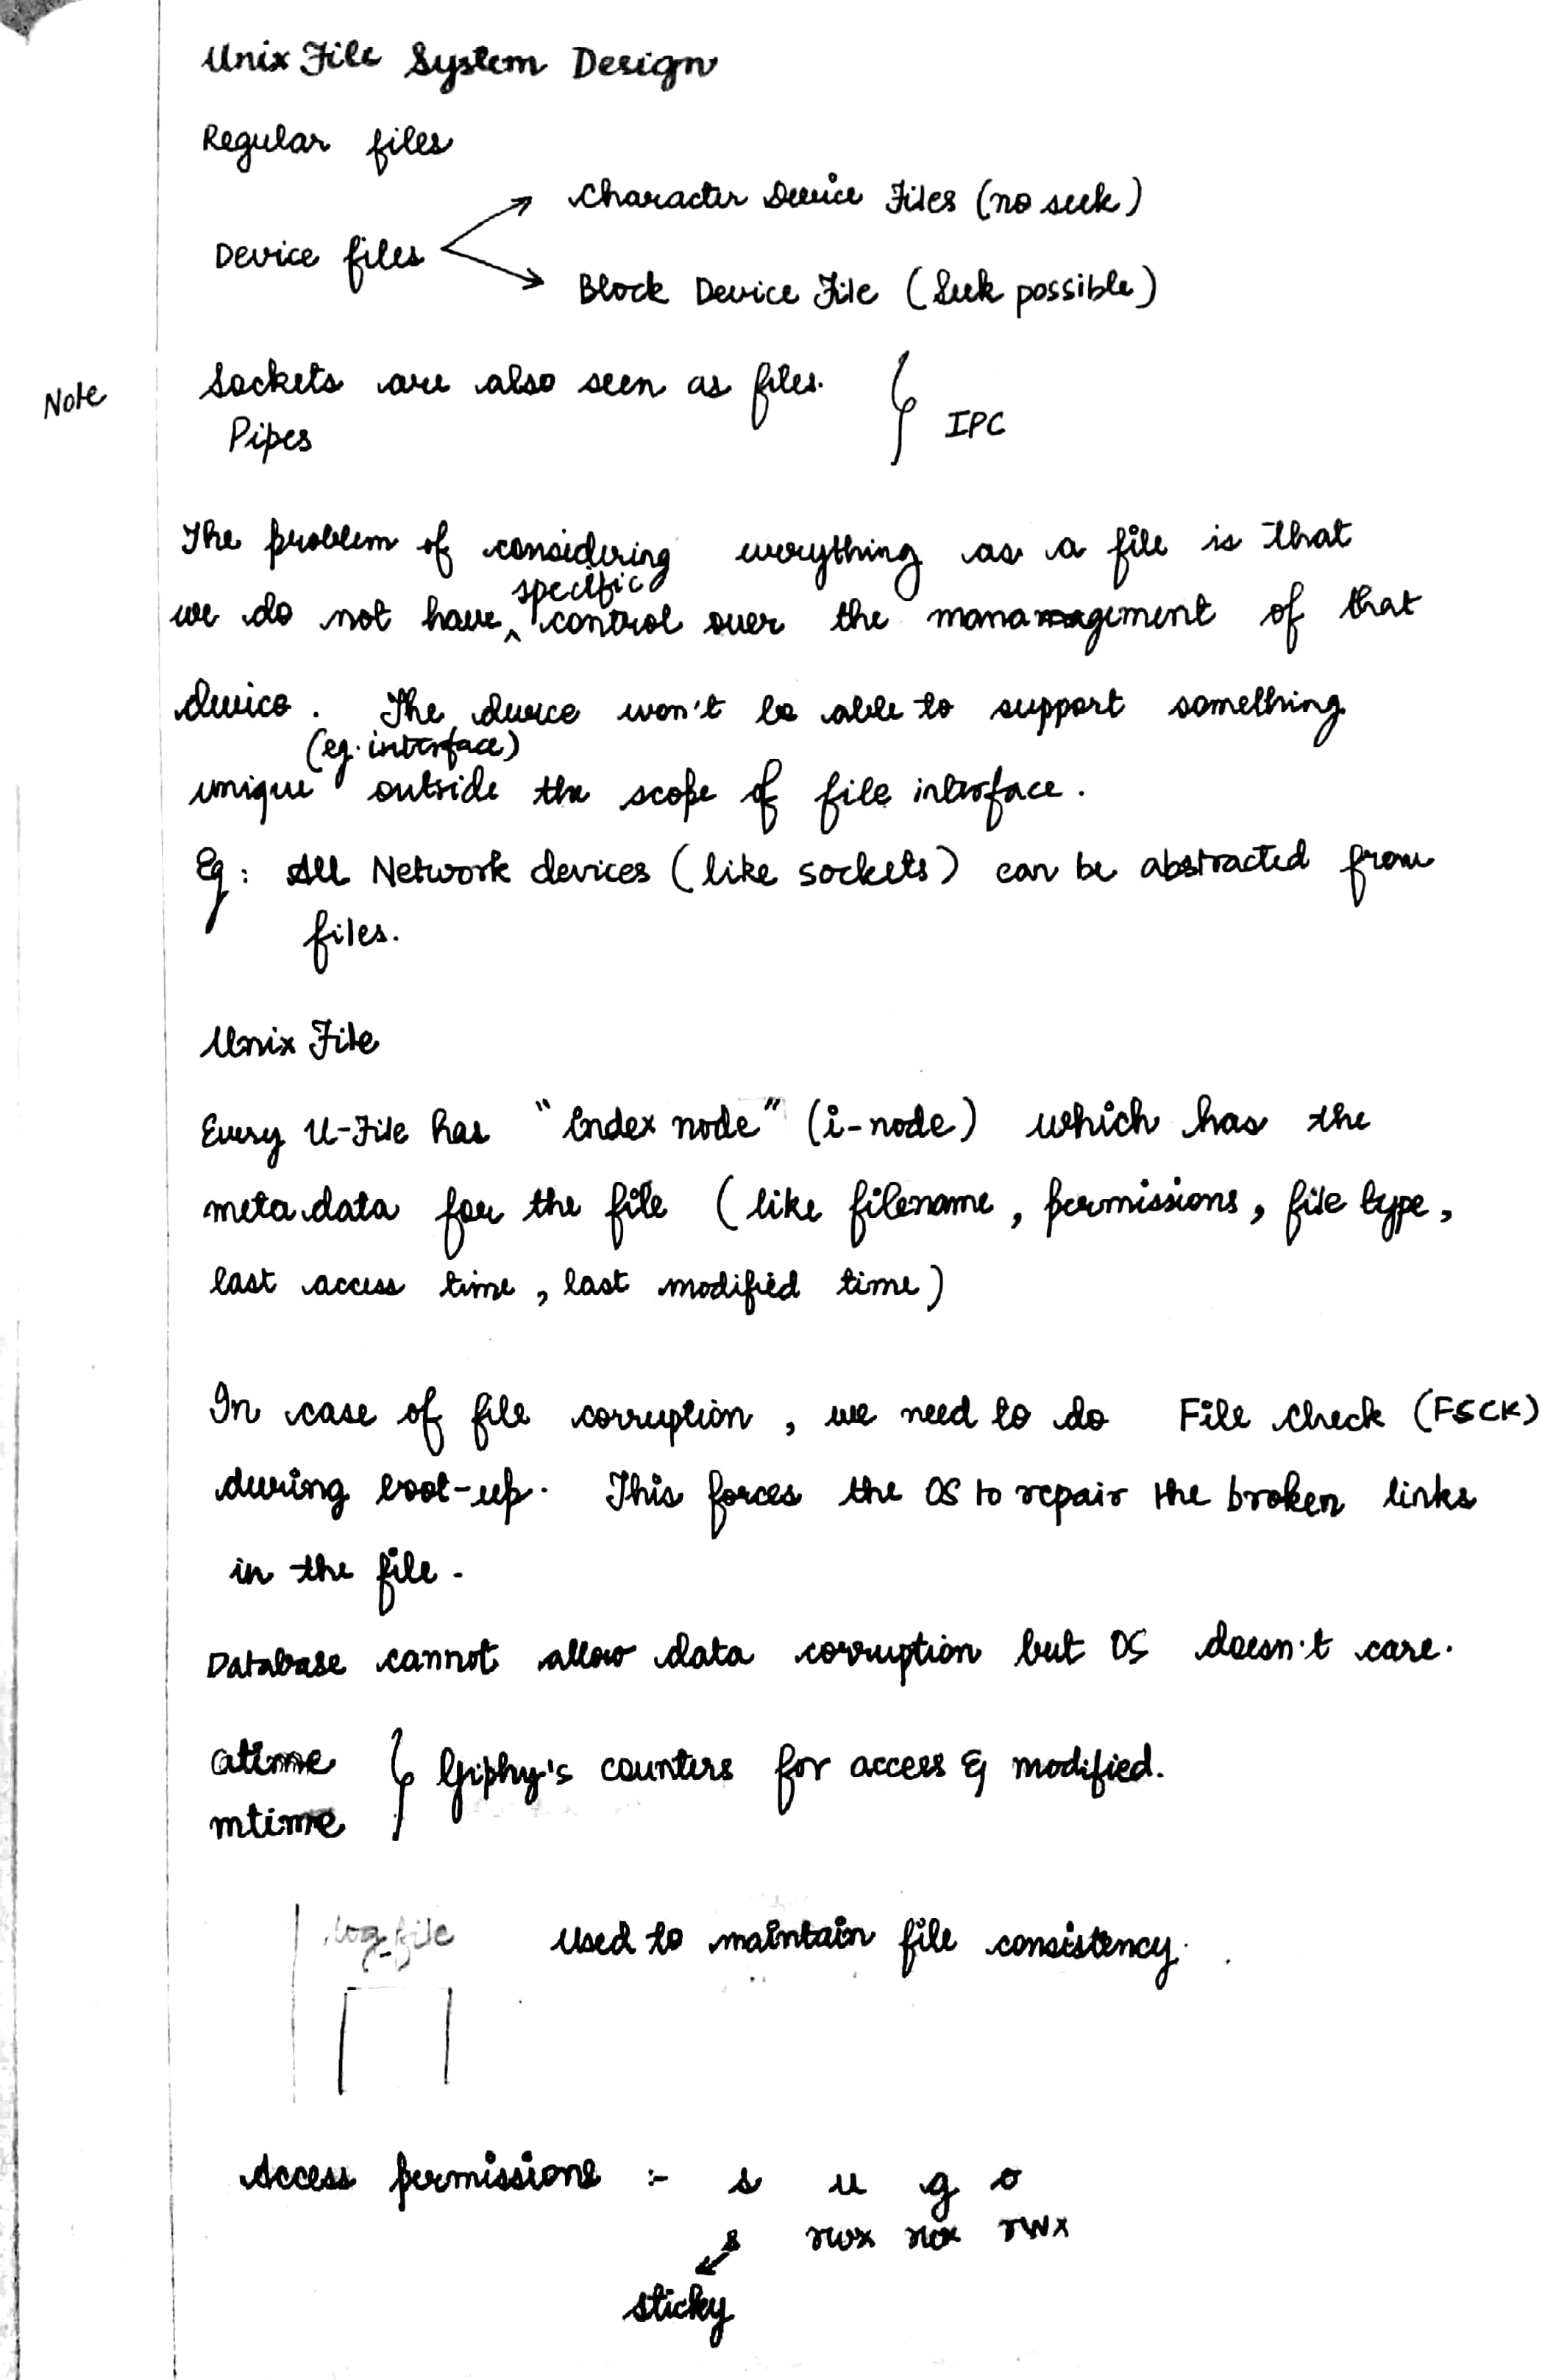 Unix File System Design
Regular files
Character Device Files (no seek)
Device files
Block Device File (Seek possible)
Note
Sockets are also seen as files.
Pipes
IPC
The problem of considering everything as a file is that
specific
we do not have ^ control over the management of that
device. The device won't be able to support something
(eg. interface)
unique outside the scope of file interface.
Eg: All Network devices (like sockets) can be abstracted from
files.
Unix File
Every U-File has "Index node" (i-node) which has the
meta data for the file (like filename, permissions, file type,
last access time, last modified time)
In case of file corruption, we need to do File check (FSCK)
during boot-up. This forces the OS to repair the broken links
in the file.
Database cannot allow data corruption but OS doesn't care.
atime
mtime
Giphy's counters for access & modified.
log-file used to maintain file consistency.
Access permissions :- s u g o
s rwx rwx rwx
sticky